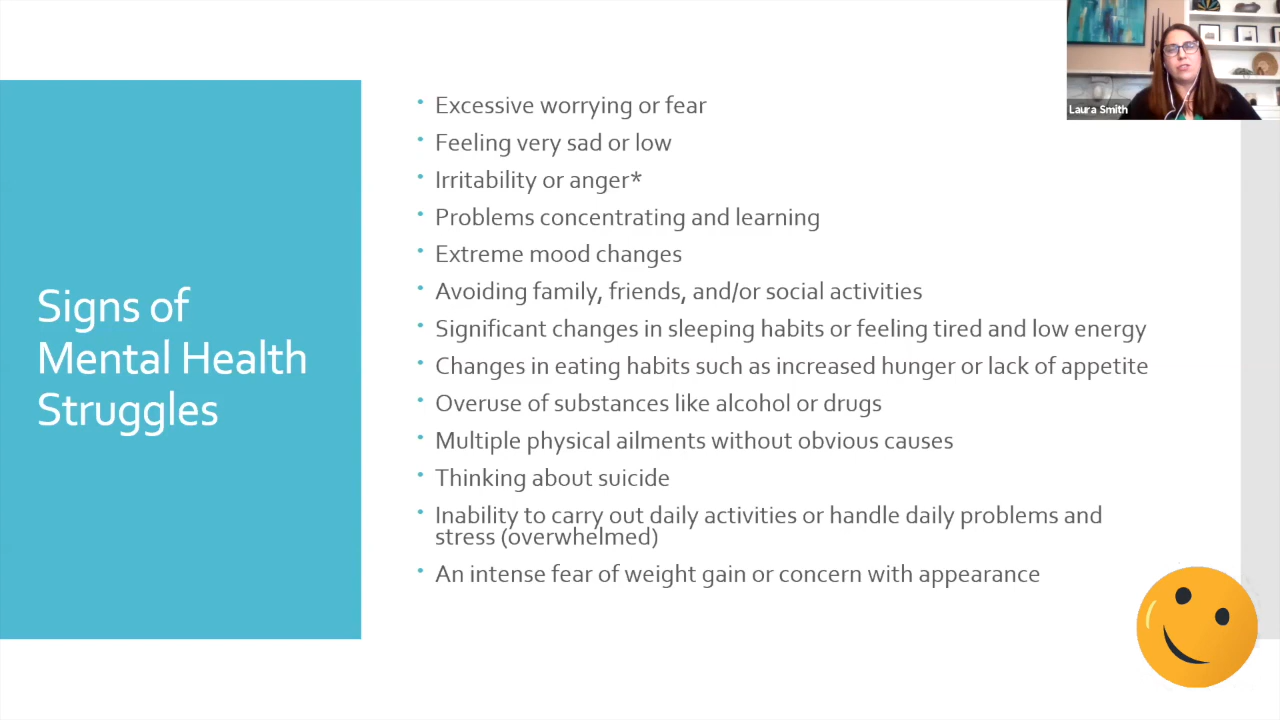 Signs of
Mental Health
Struggles
• Excessive worrying or fear
• Feeling very sad or low
• Irritability or anger*
• Problems concentrating and learning
• Extreme mood changes
• Avoiding family, friends, and/or social activities
• Significant changes in sleeping habits or feeling tired and low energy
• Changes in eating habits such as increased hunger or lack of appetite
• Overuse of substances like alcohol or drugs
• Multiple physical ailments without obvious causes
• Thinking about suicide
• Inability to carry out daily activities or handle daily problems and
stress (overwhelmed)
• An intense fear of weight gain or concern with appearance
Laura Smith